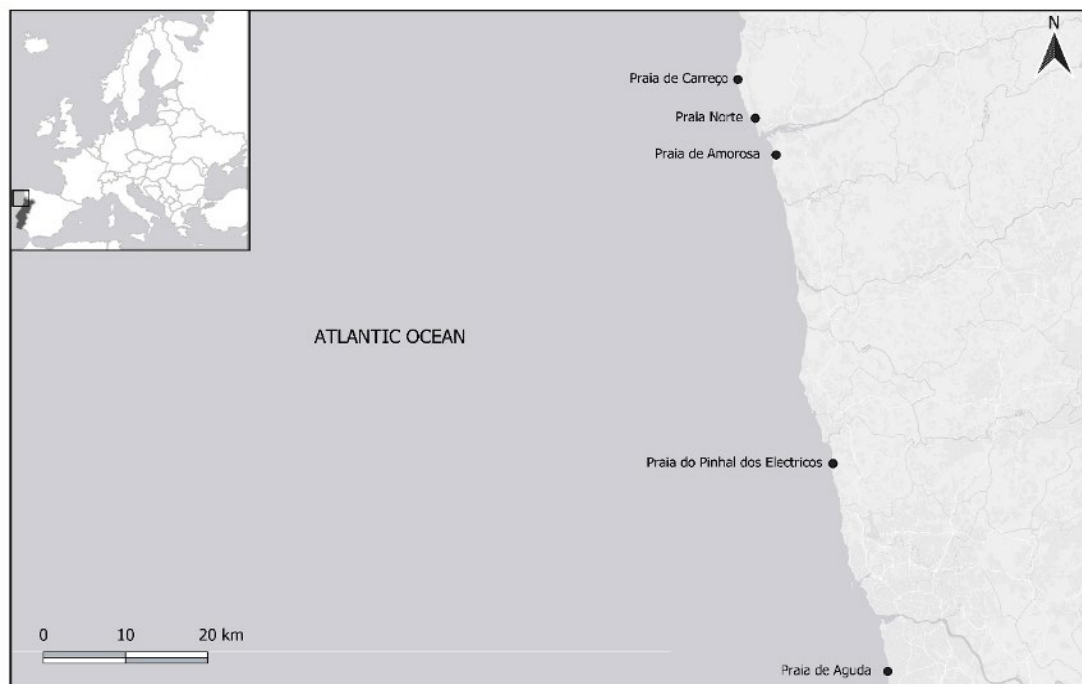 N
Praia de Carreço
Praia Norte
Praia de Amorosa
ATLANTIC OCEAN
Praia do Pinhal dos Electricos
0 10 20 km
Praia de Aguda